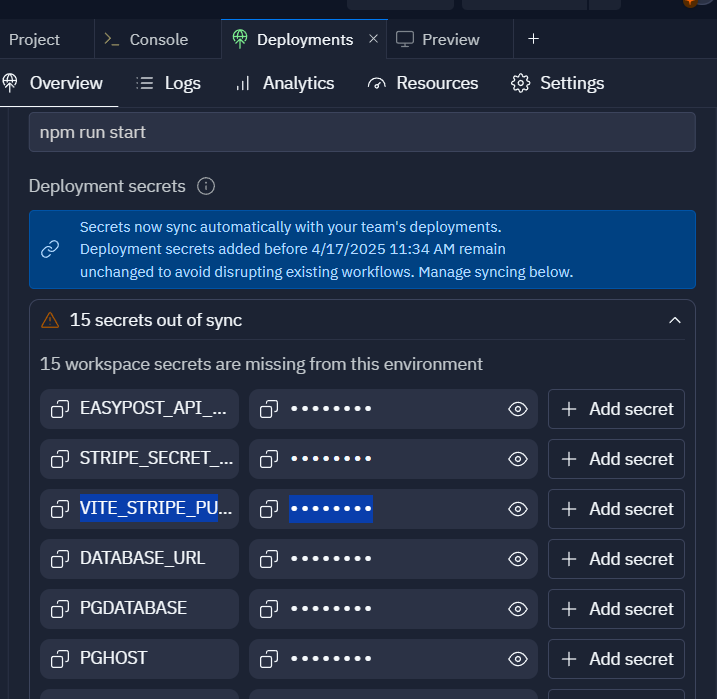 Project
Console
Deployments
Preview
Overview
Logs
Analytics
Resources
Settings
npm run start
Deployment secrets
Secrets now sync automatically with your team's deployments.
Deployment secrets added before 4/17/2025 11:34 AM remain
unchanged to avoid disrupting existing workflows. Manage syncing below.
15 secrets out of sync
15 workspace secrets are missing from this environment
EASYPOST_API_... •••••••• + Add secret
STRIPE_SECRET_... •••••••• + Add secret
VITE_STRIPE_PU... •••••••• + Add secret
DATABASE_URL •••••••• + Add secret
PGDATABASE •••••••• + Add secret
PGHOST •••••••• + Add secret